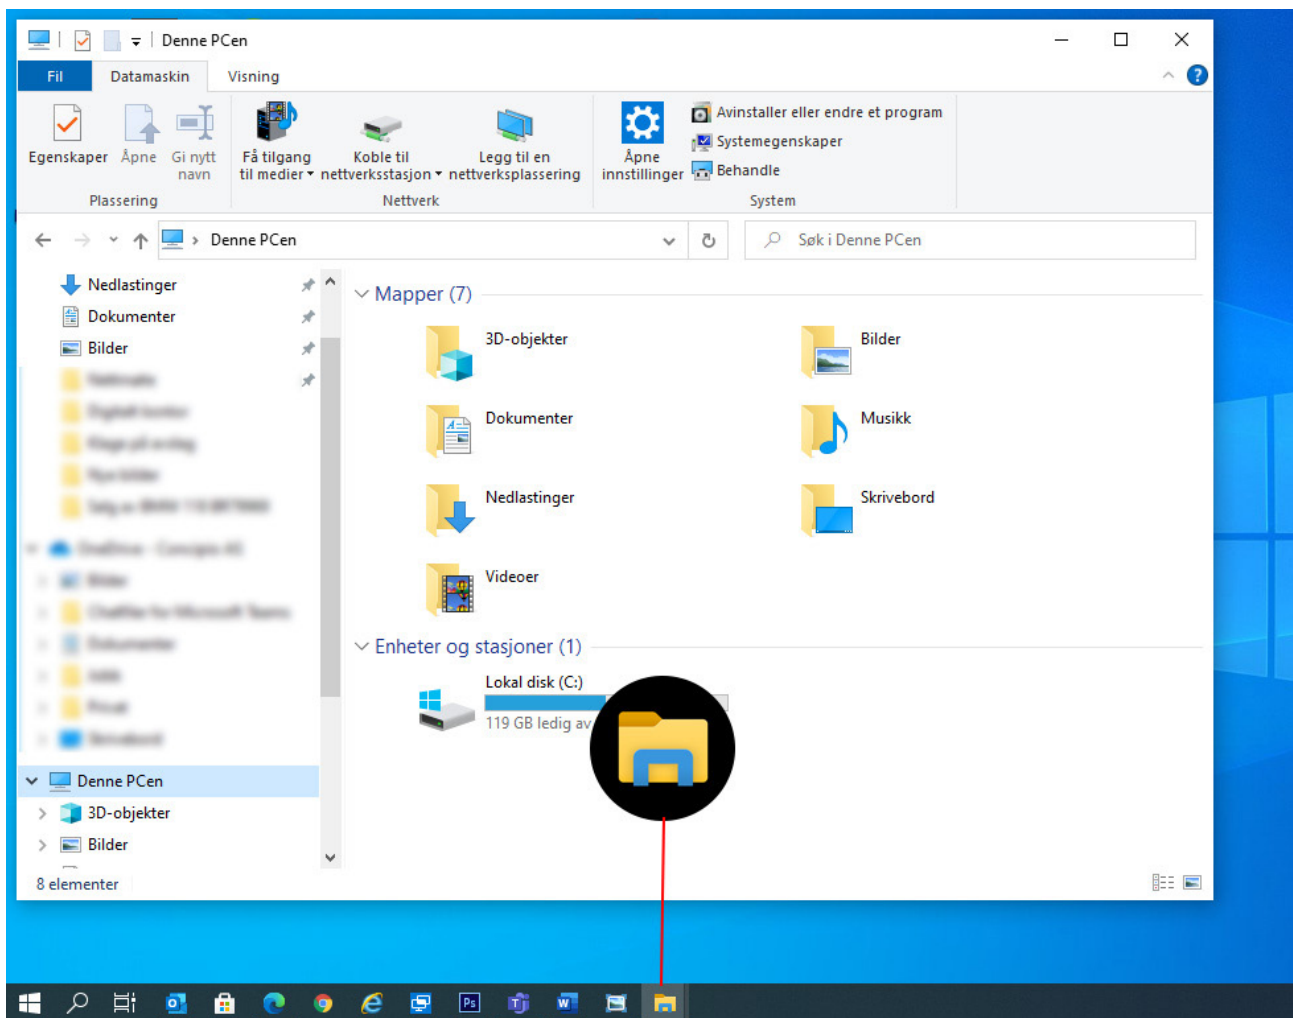 Denne PCen
Fil Datamaskin Visning
Egenskaper
Åpne
Gi nytt
navn
Få tilgang
til medier
Koble til
nettverksstasjon
Legg til en
nettverksplassering
Åpne
innstillinger
Avinstaller eller endre et program
Systemegenskaper
Behandle
Plassering Nettverk System
Denne PCen
Søk i Denne PCen
Nedlastinger
Dokumenter
Bilder
Denne PCen
3D-objekter
Bilder
Mapper (7)
3D-objekter
Bilder
Dokumenter
Musikk
Nedlastinger
Skrivebord
Videoer
Enheter og stasjoner (1)
Lokal disk (C:)
119 GB ledig av
8 elementer
Ps